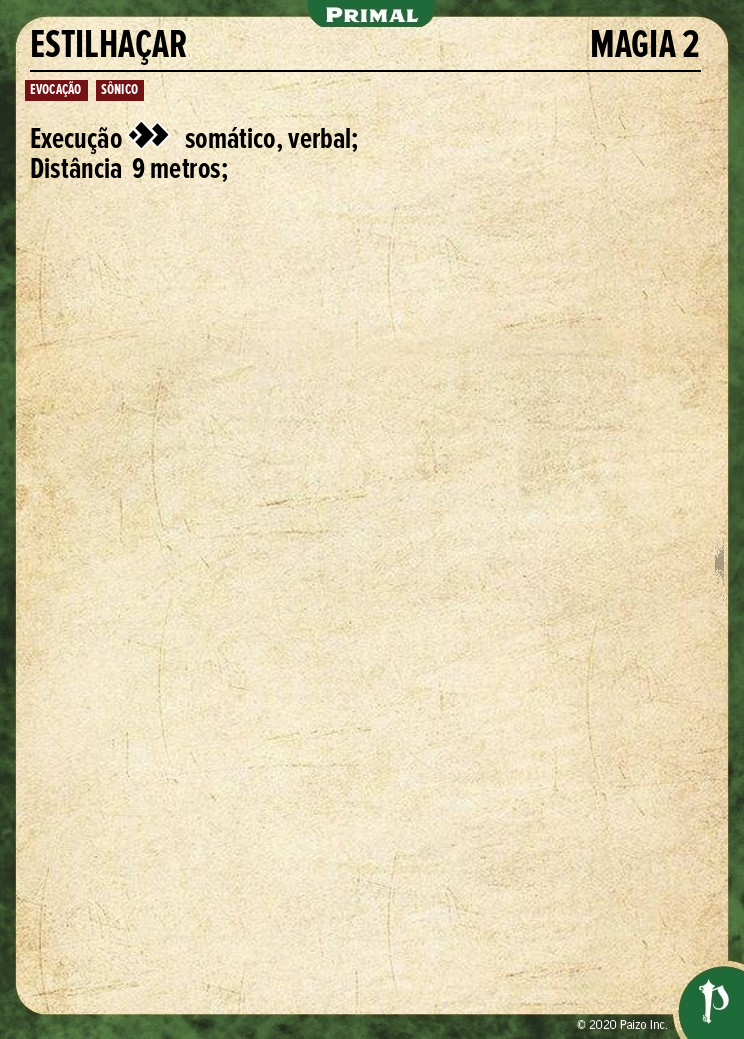 PRIMAL
ESTILHAÇAR MAGIA 2
EVOCAÇÃO SÔNICO
Execução somático, verbal;
Distância 9 metros;
© 2020 Paizo Inc.
P